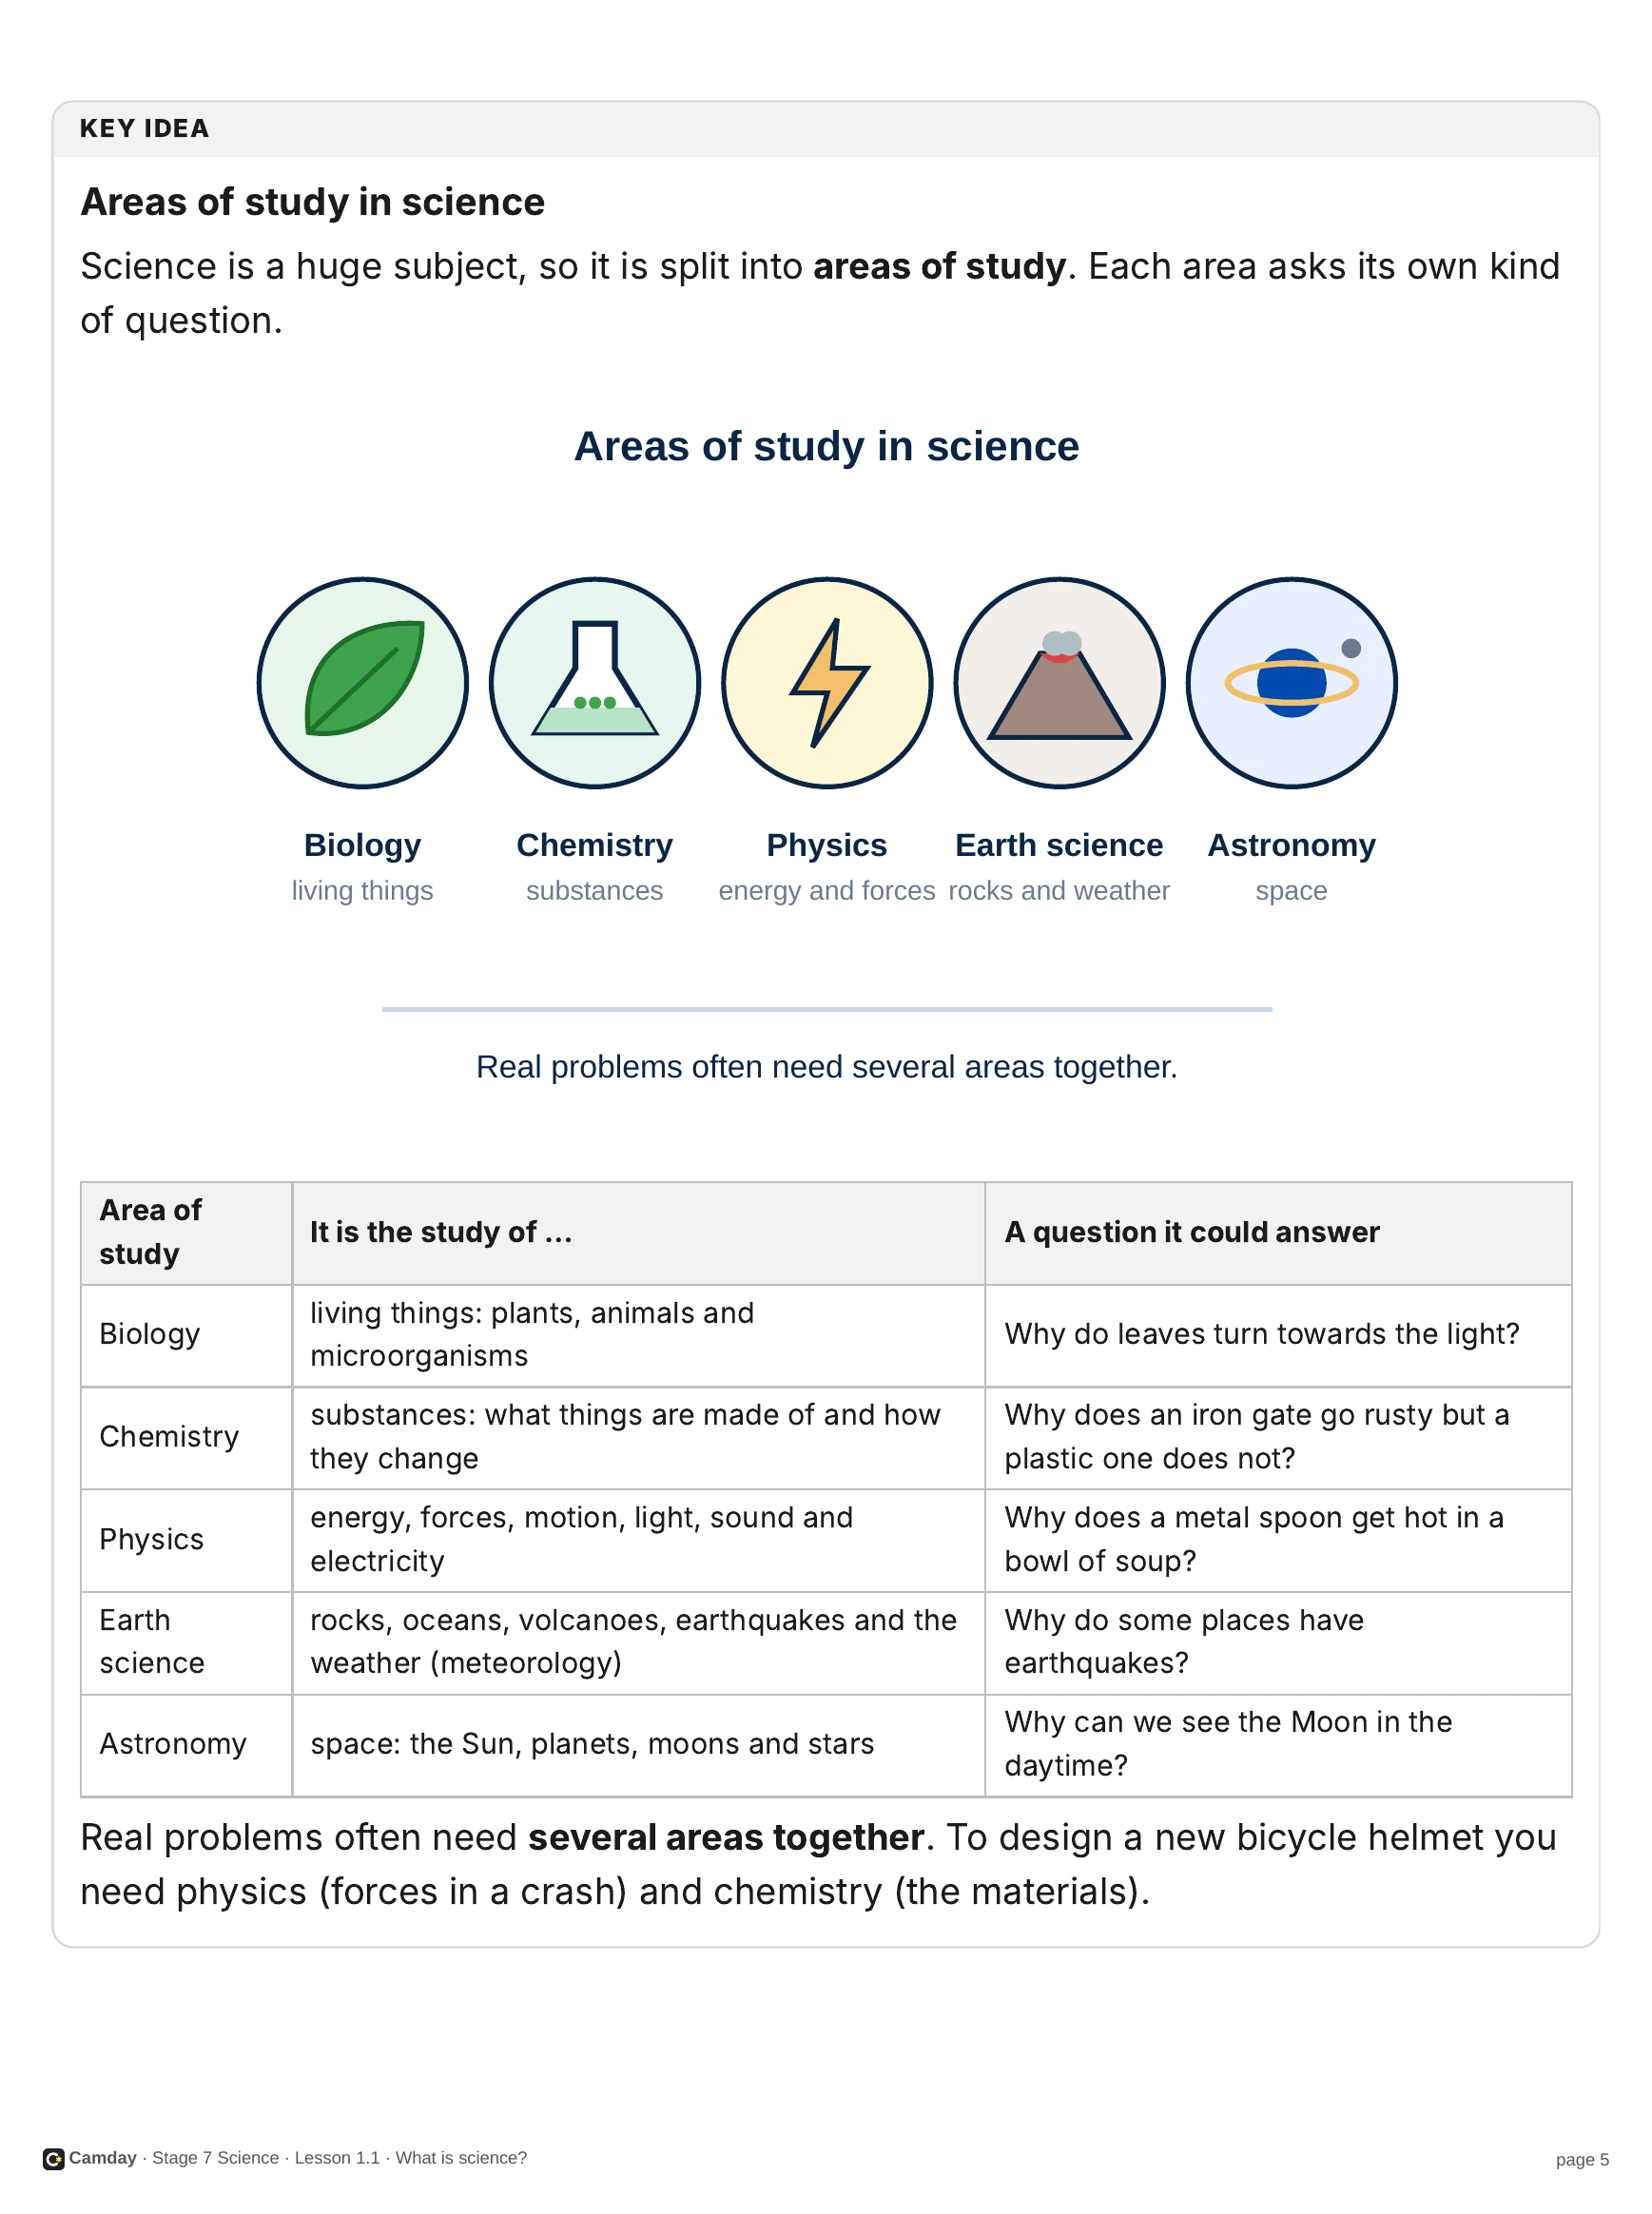 KEY IDEA
Areas of study in science
Science is a huge subject, so it is split into areas of study. Each area asks its own kind
of question.
Areas of study in science
Biology
living things
Chemistry
substances
Physics
energy and forces
Earth science
rocks and weather
Astronomy
space
Real problems often need several areas together.
Area of
study
It is the study of ...
A question it could answer
Biology
living things: plants, animals and
microorganisms
Why do leaves turn towards the light?
Chemistry
substances: what things are made of and how
they change
Why does an iron gate go rusty but a
plastic one does not?
Physics
energy, forces, motion, light, sound and
electricity
Why does a metal spoon get hot in a
bowl of soup?
Earth
science
rocks, oceans, volcanoes, earthquakes and the
weather (meteorology)
Why do some places have
earthquakes?
Astronomy
space: the Sun, planets, moons and stars
Why can we see the Moon in the
daytime?
Real problems often need several areas together. To design a new bicycle helmet you
need physics (forces in a crash) and chemistry (the materials).
Camday · Stage 7 Science · Lesson 1.1 · What is science?
page 5